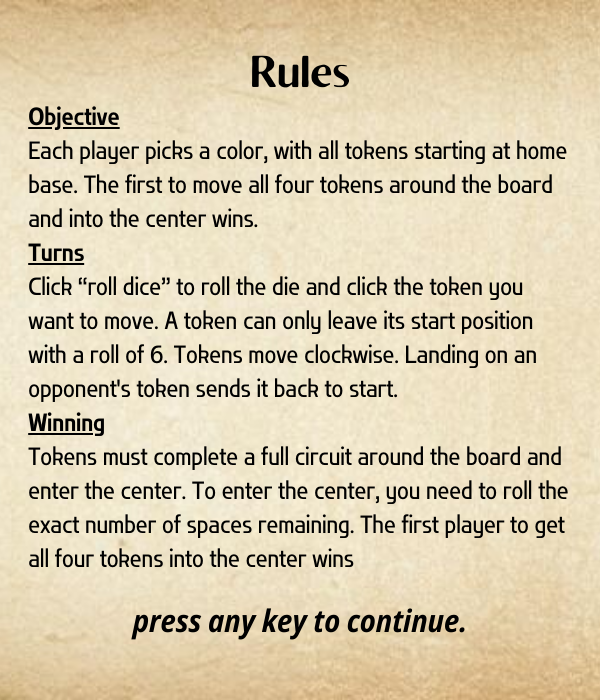 Rules
Objective
Each player picks a color, with all tokens starting at home
base. The first to move all four tokens around the board
and into the center wins.
Turns
Click “roll dice” to roll the die and click the token you
want to move. A token can only leave its start position
with a roll of 6. Tokens move clockwise. Landing on an
opponent's token sends it back to start.
Winning
Tokens must complete a full circuit around the board and
enter the center. To enter the center, you need to roll the
exact number of spaces remaining. The first player to get
all four tokens into the center wins
press any key to continue.